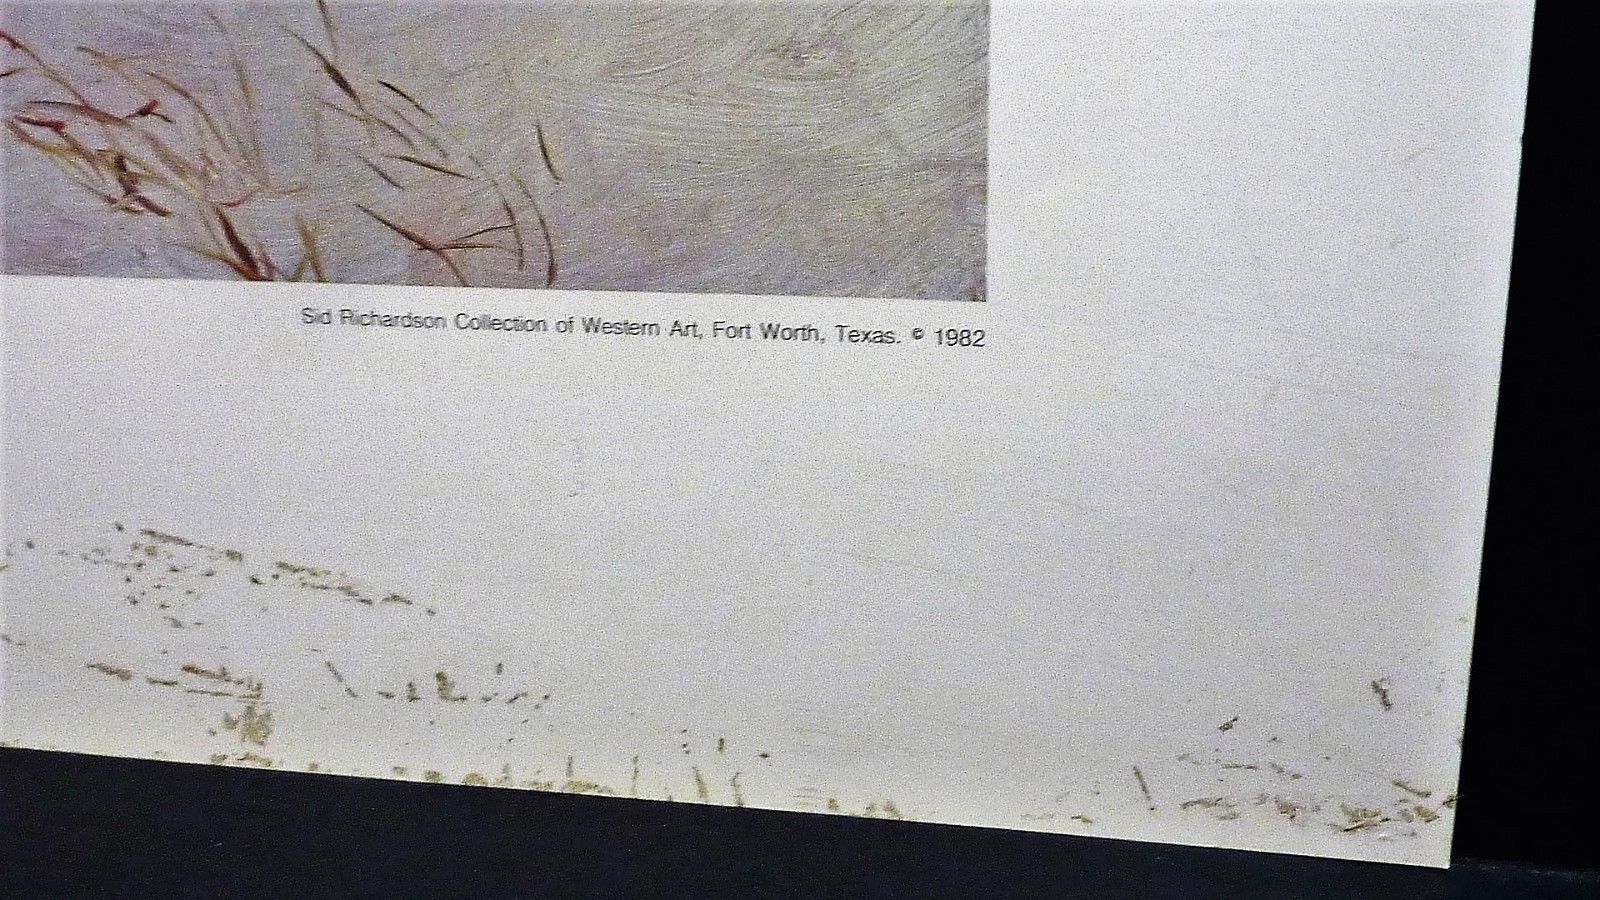 Sid Richardson Collection of Western Art, Fort Worth, Texas. © 1982